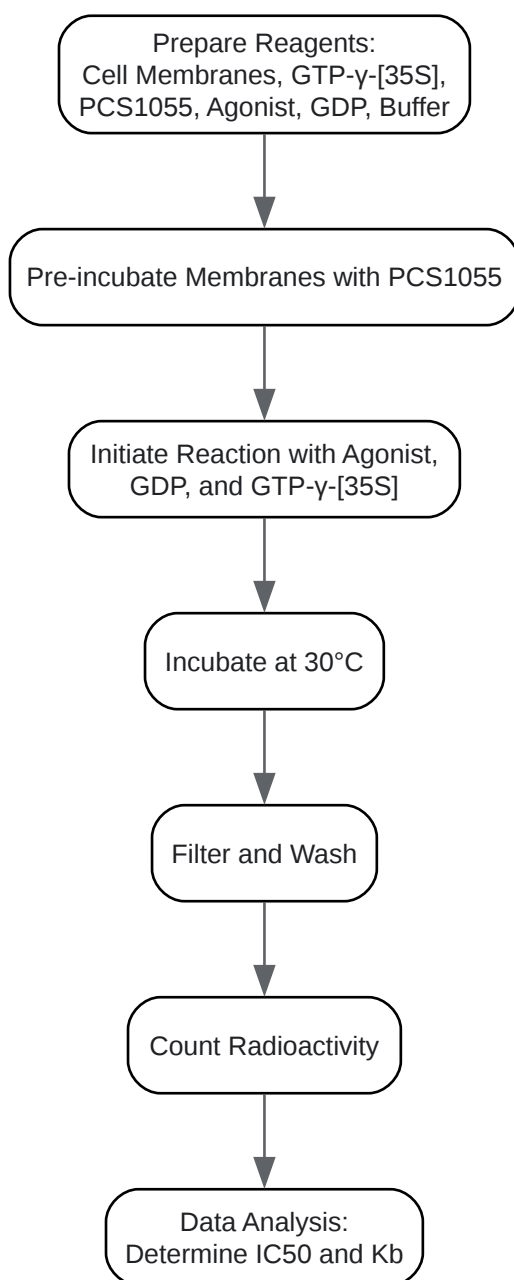 Prepare Reagents:
Cell Membranes, GTP-γ-[35S],
PCS1055, Agonist, GDP, Buffer
Pre-incubate Membranes with PCS1055
Initiate Reaction with Agonist,
GDP, and GTP-γ-[35S]
Incubate at 30°C
Filter and Wash
Count Radioactivity
Data Analysis:
Determine IC50 and Kb